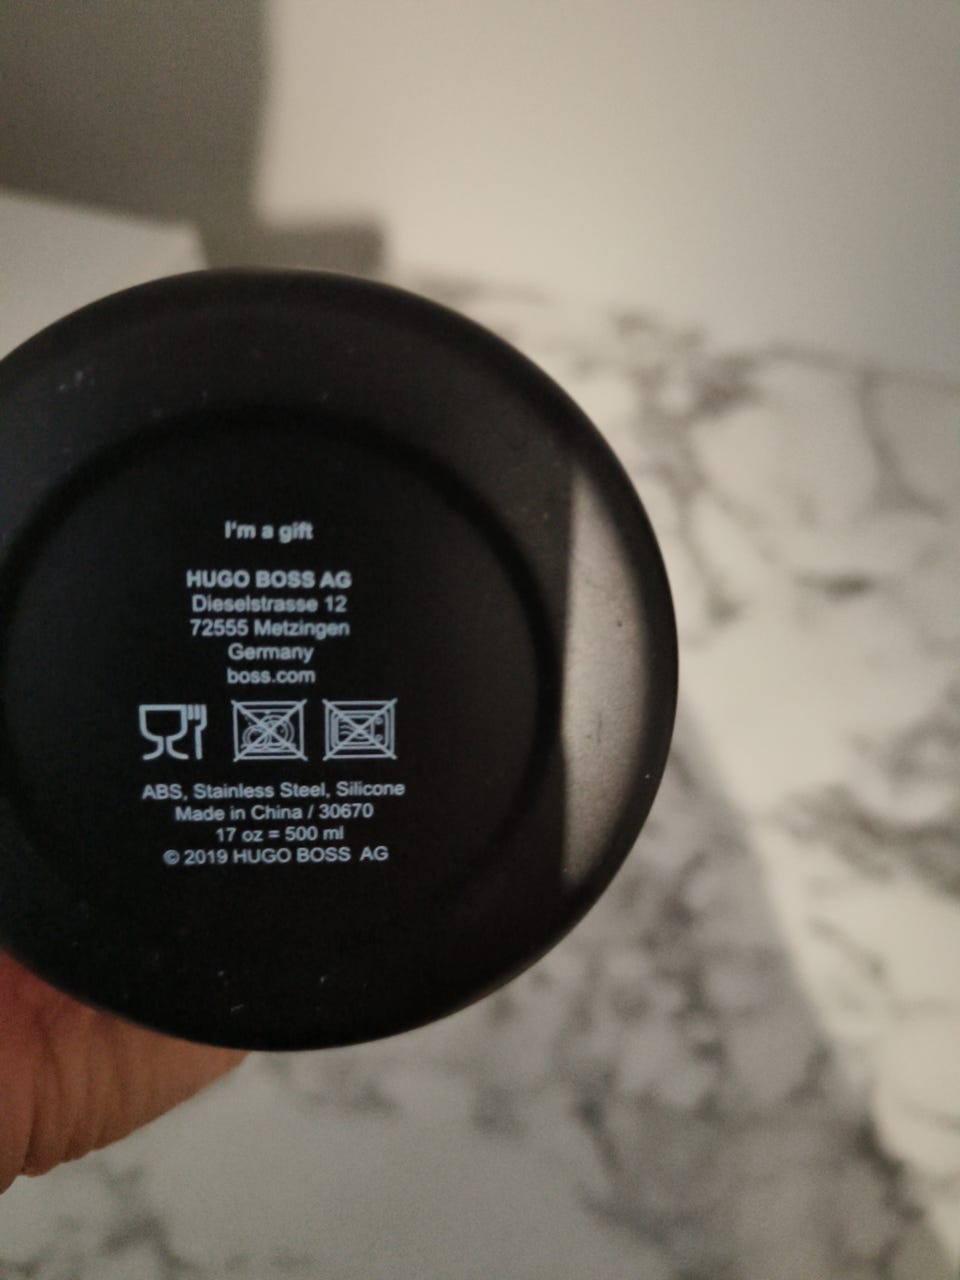 I'm a gift
HUGO BOSS AG
Dieselstrasse 12
72555 Metzingen
Germany
boss.com
ABS, Stainless Steel, Silicone
Made in China / 30670
17 oz = 500 ml
© 2019 HUGO BOSS AG